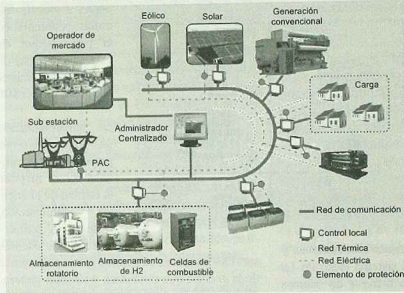 Operador de
mercado
Eólico
Solar
Generación
convencional
Carga
Sub estación
Administrador
Centralizado
PAC
Almacenamiento
rotatorio
Almacenamiento
de H2
Celdas de
combustible
Red de comunicación
Control local
Red Térmica
Red Eléctrica
Elemento de proteción